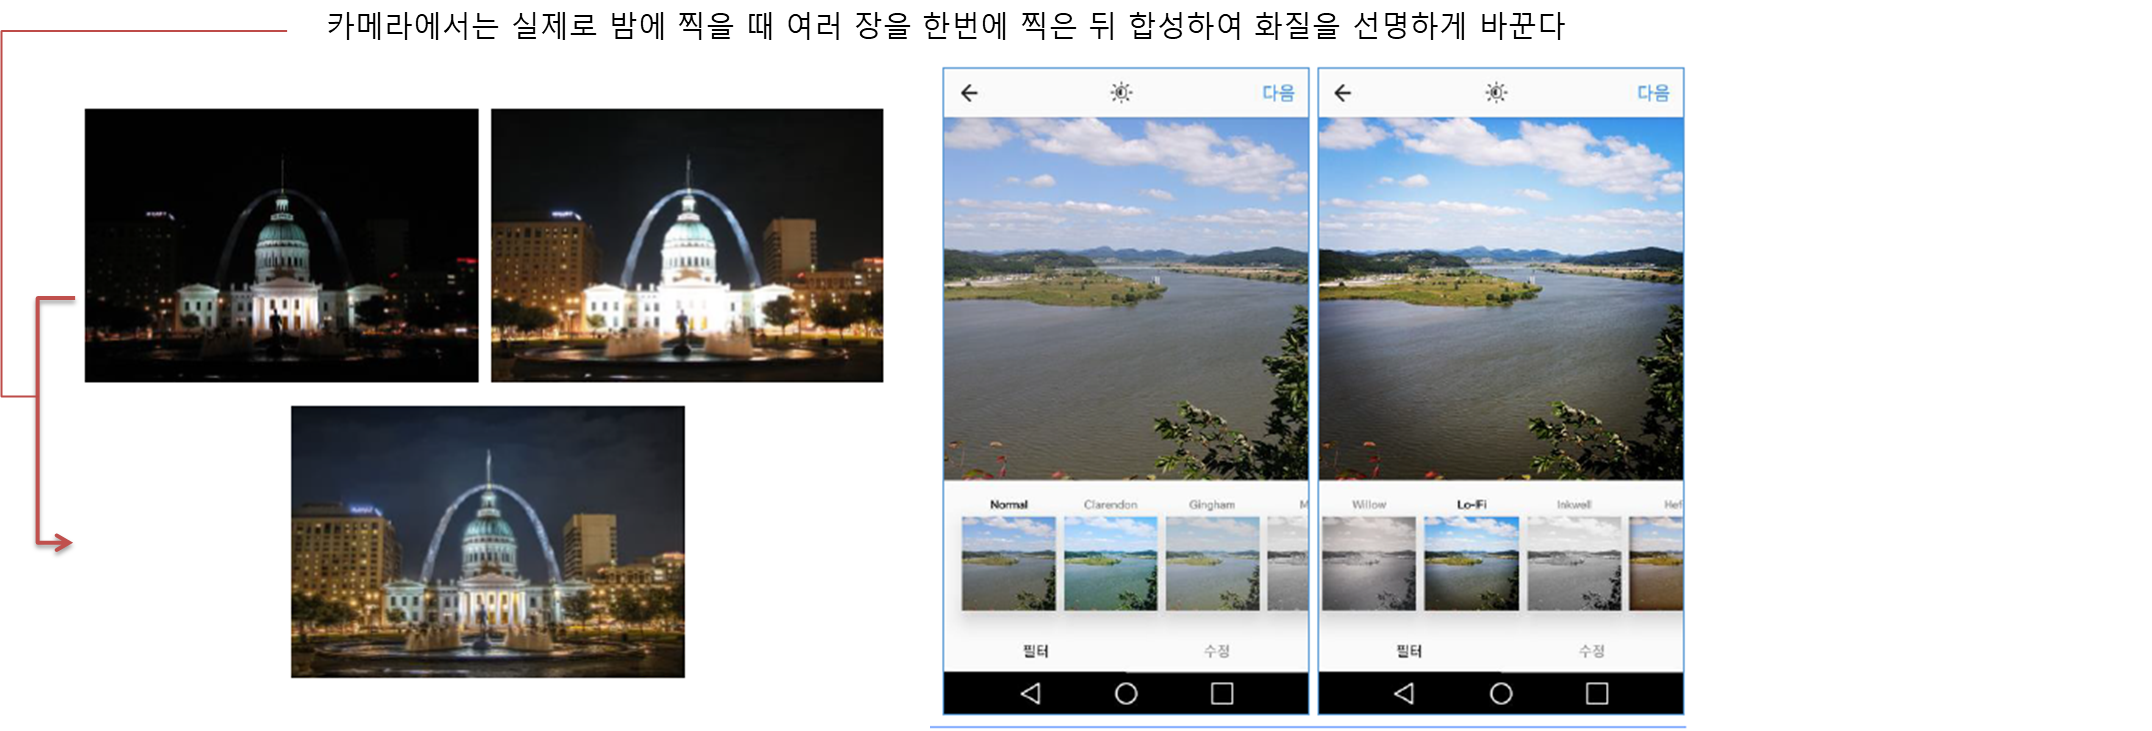 카메라에서는 실제로 밤에 찍을 때 여러 장을 한번에 찍은 뒤 합성하여 화질을 선명하게 바꾼다
다음
다음
Normal Clarendon Gingham M
Willow Lo-Fi Inkwell Hef
필터 수정
필터 수정